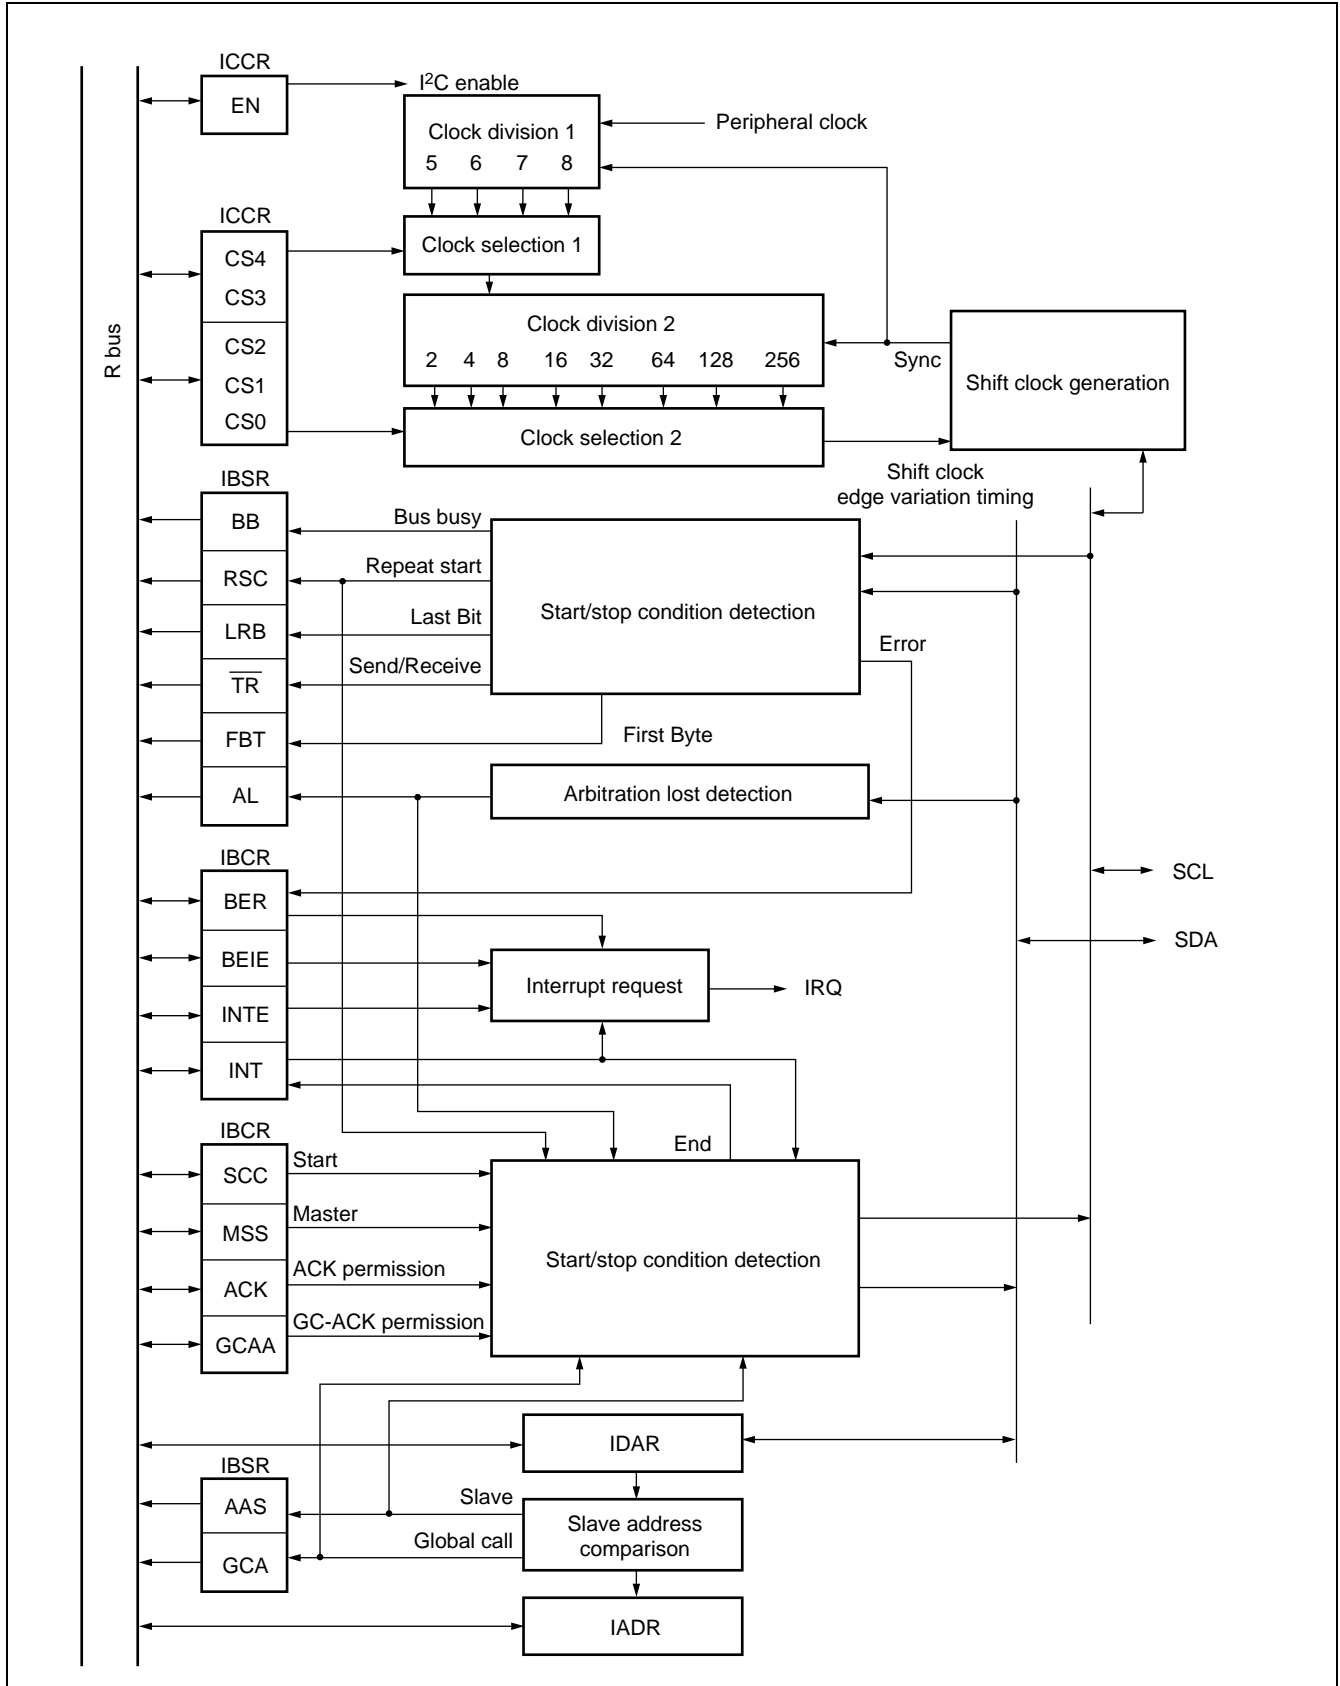 ICCR
EN
I²C enable
Clock division 1
5 6 7 8
Peripheral clock
ICCR
CS4
CS3
CS2
CS1
CS0
Clock selection 1
Clock division 2
2 4 8 16 32 64 128 256
Sync
Shift clock generation
Clock selection 2
R bus
Shift clock
edge variation timing
IBSR
BB
RSC
LRB
TR
FBT
AL
Bus busy
Repeat start
Last Bit
Send/Receive
First Byte
Start/stop condition detection
Error
Arbitration lost detection
SCL
SDA
IBCR
BER
BEIE
INTE
INT
Interrupt request
IRQ
End
IBCR
SCC
MSS
ACK
GCAA
Start
Master
ACK permission
GC-ACK permission
Start/stop condition detection
IDAR
IBSR
AAS
GCA
Slave
Global call
Slave address
comparison
IADR